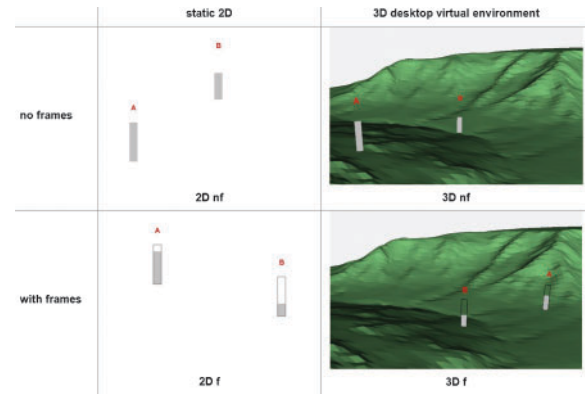 static 2D
3D desktop virtual environment
no frames
A
B
2D nf
A
3D nf
with frames
A
B
2D f
A
3D f